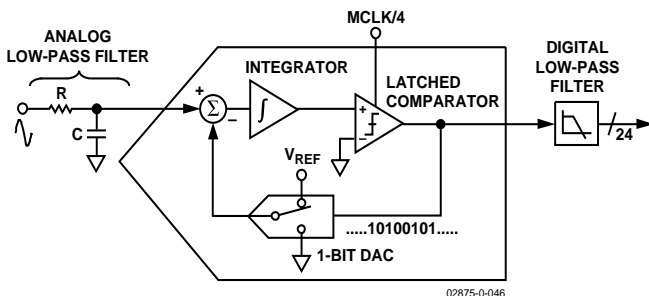 MCLK/4
ANALOG
LOW-PASS FILTER
R
C
+
Σ
–
INTEGRATOR
∫
LATCHED
COMPARATOR
+
–
DIGITAL
LOW-PASS
FILTER
24
VREF
.....10100101.....
1-BIT DAC
02875-0-046